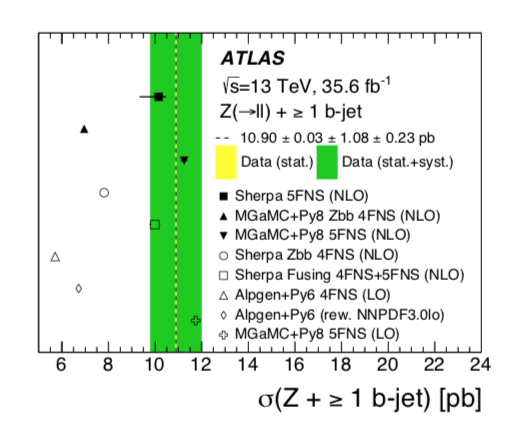 ATLAS
√s=13 TeV, 35.6 fb⁻¹
Z(→ll) + ≥ 1 b-jet
10.90 ± 0.03 ± 1.08 ± 0.23 pb
Data (stat.) Data (stat.+syst.)
Sherpa 5FNS (NLO)
MGaMC+Py8 Zbb 4FNS (NLO)
MGaMC+Py8 5FNS (NLO)
Sherpa Zbb 4FNS (NLO)
Sherpa Fusing 4FNS+5FNS (NLO)
Alpgen+Py6 4FNS (LO)
Alpgen+Py6 (rew. NNPDF3.0lo)
MGaMC+Py8 5FNS (LO)
6 8 10 12 14 16 18 20 22 24
σ(Z + ≥ 1 b-jet) [pb]